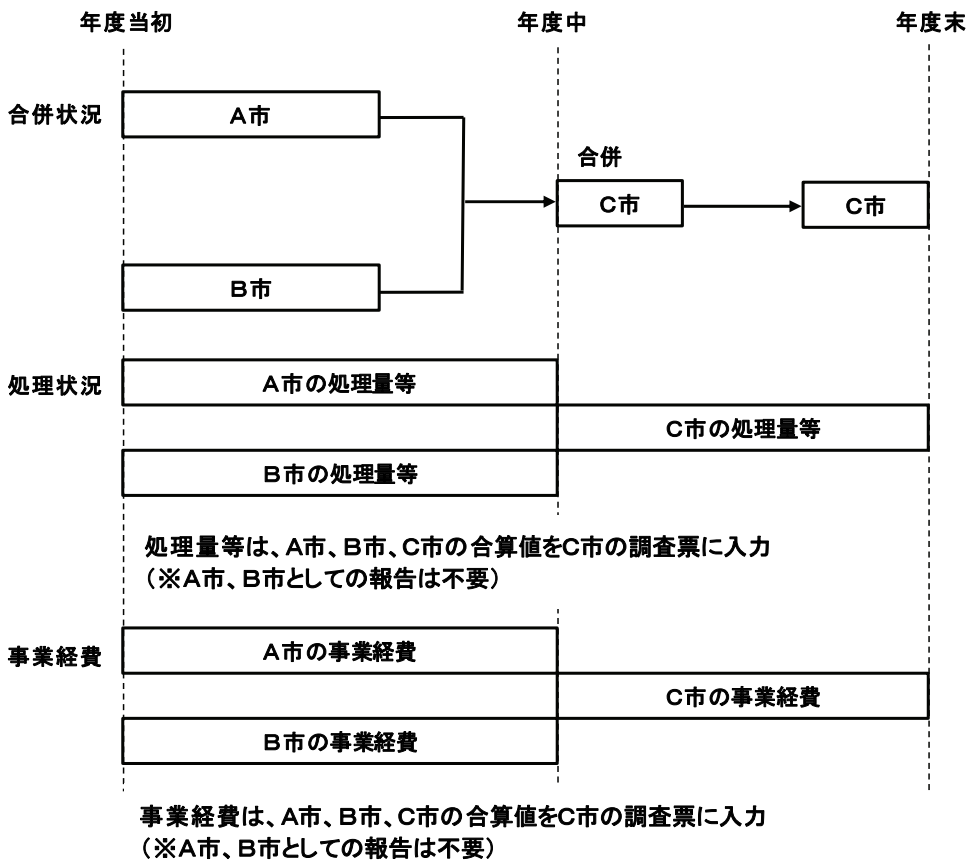 年度当初
年度中
年度末
合併状況
A市
合併
C市
C市
B市
処理状況
A市の処理量等
C市の処理量等
B市の処理量等
処理量等は、A市、B市、C市の合算値をC市の調査票に入力
（※A市、B市としての報告は不要）
事業経費
A市の事業経費
C市の事業経費
B市の事業経費
事業経費は、A市、B市、C市の合算値をC市の調査票に入力
（※A市、B市としての報告は不要）